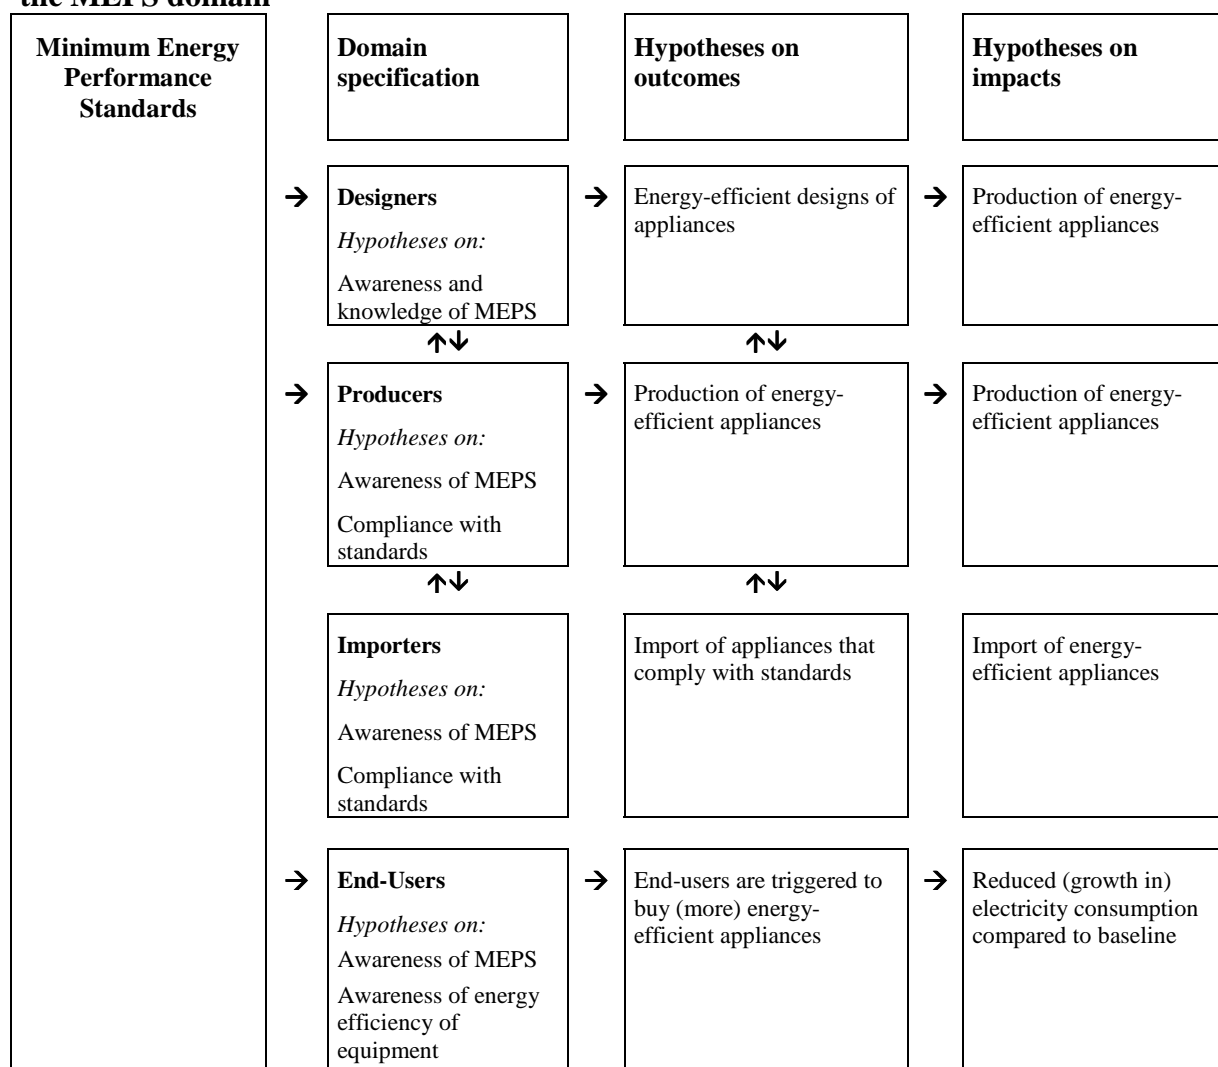 the MEPS domain
Minimum Energy
Performance
Standards
Domain
specification
Hypotheses on
outcomes
Hypotheses on
impacts
→
Designers
Hypotheses on:
Awareness and
knowledge of MEPS
→
Energy-efficient designs of
appliances
→
Production of energy-
efficient appliances
↑↓
↑↓
→
Producers
Hypotheses on:
Awareness of MEPS
Compliance with
standards
→
Production of energy-
efficient appliances
→
Production of energy-
efficient appliances
↑↓
↑↓
Importers
Hypotheses on:
Awareness of MEPS
Compliance with
standards
Import of appliances that
comply with standards
Import of energy-
efficient appliances
→
End-Users
Hypotheses on:
Awareness of MEPS
Awareness of energy
efficiency of
equipment
→
End-users are triggered to
buy (more) energy-
efficient appliances
→
Reduced (growth in)
electricity consumption
compared to baseline